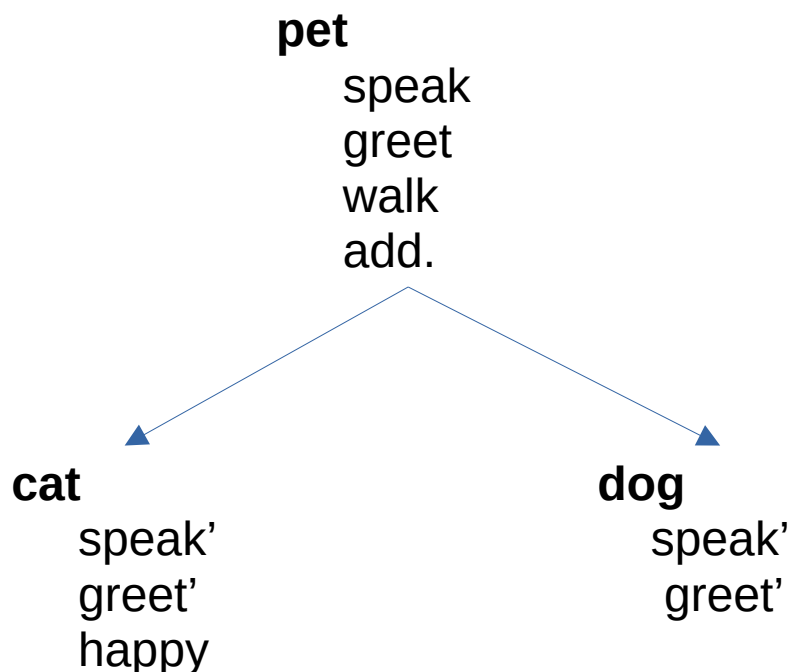 pet
speak
greet
walk
add.
cat
speak’
greet’
happy
dog
speak’
greet’